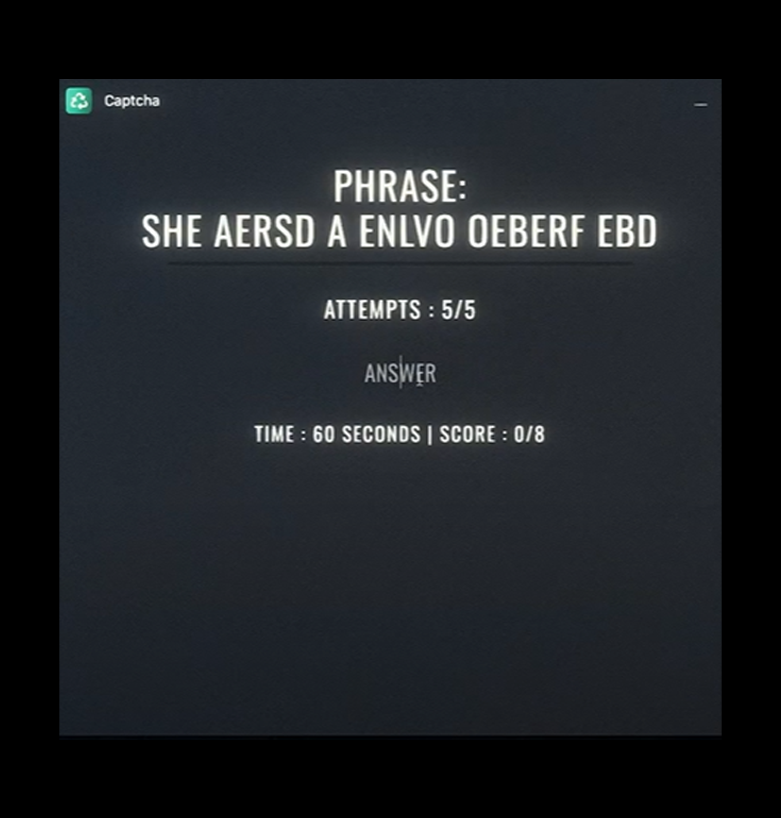 Captcha
PHRASE:
SHE AERSD A ENLVO OEBERF EBD
ATTEMPTS : 5/5
ANSWER
TIME : 60 SECONDS | SCORE : 0/8